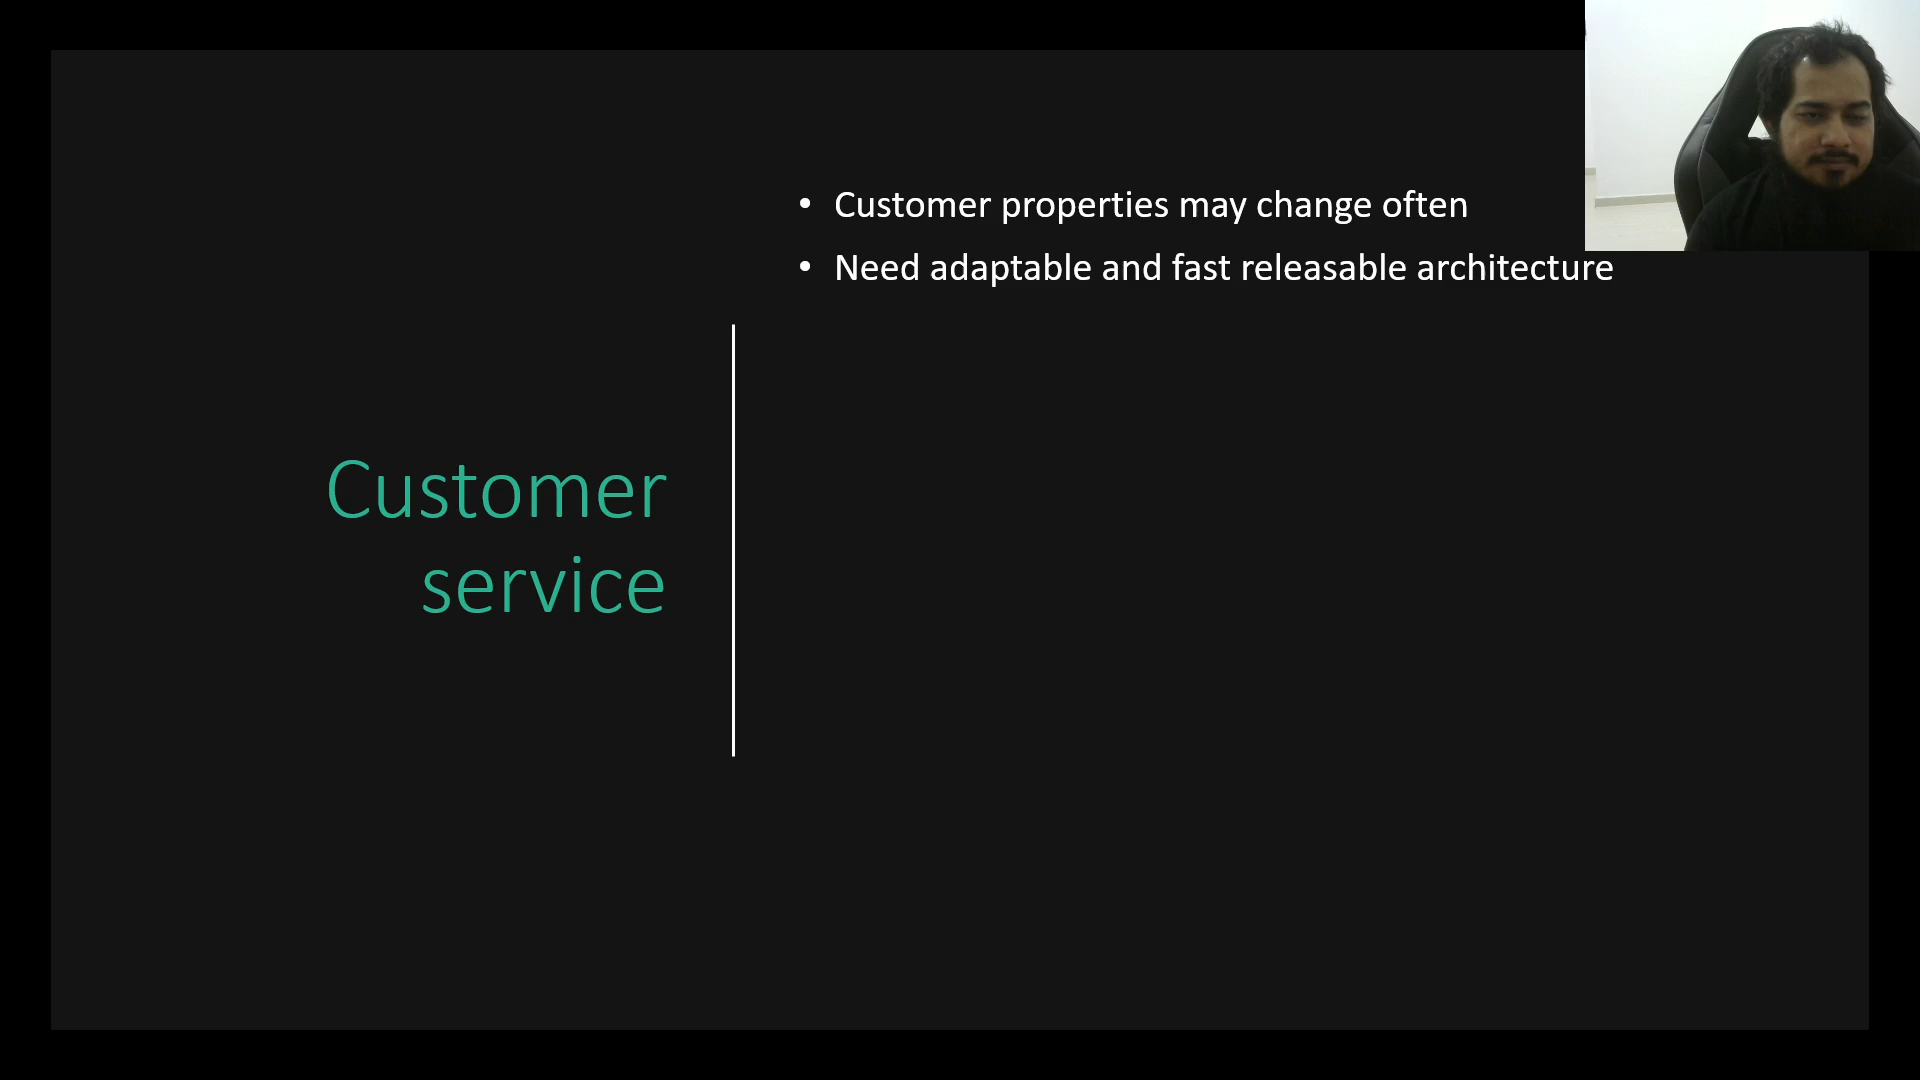 Customer
service
• Customer properties may change often
• Need adaptable and fast releasable architecture